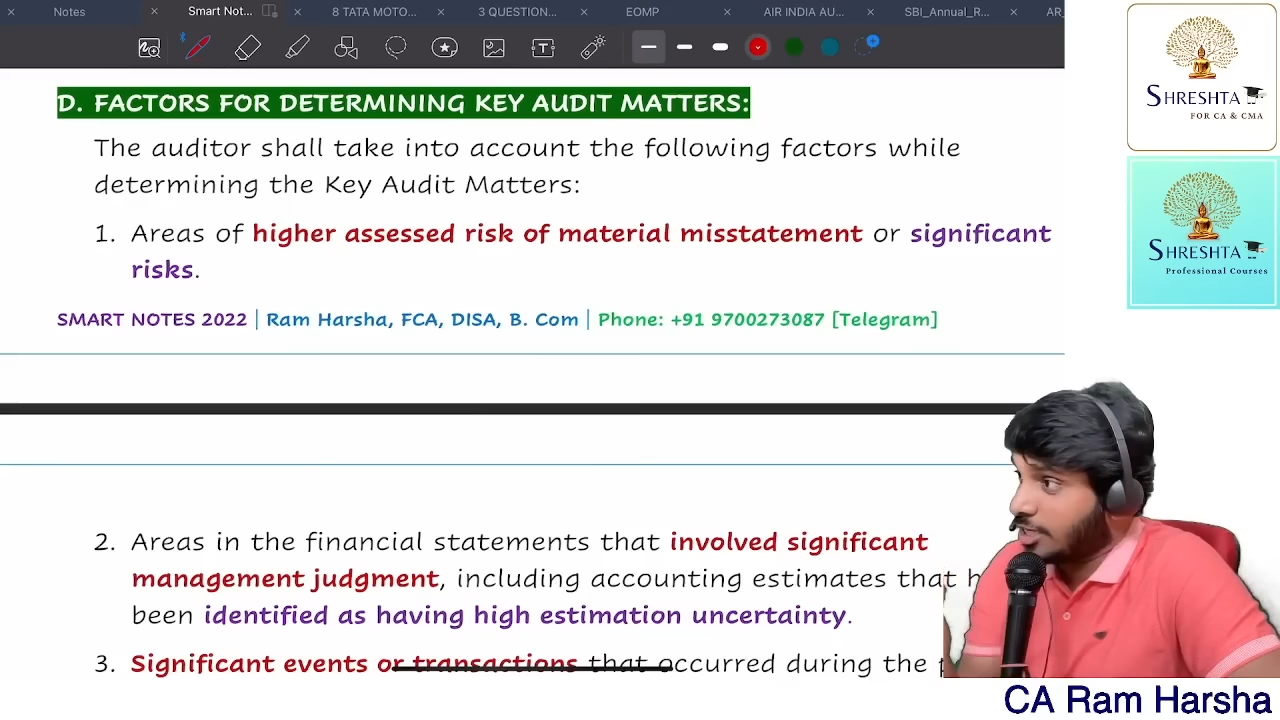 Notes
Smart Not...
8 TATA MOTO...
3 QUESTION...
EOMP
AIR INDIA AU...
SBI_Annual_R...
AR_
D. FACTORS FOR DETERMINING KEY AUDIT MATTERS:
The auditor shall take into account the following factors while
determining the Key Audit Matters:
1. Areas of higher assessed risk of material misstatement or significant
risks.
SMART NOTES 2022 | Ram Harsha, FCA, DISA, B. Com | Phone: +91 9700273087 [Telegram]
2. Areas in the financial statements that involved significant
management judgment, including accounting estimates that h
been identified as having high estimation uncertainty.
3. Significant events or transactions that occurred during the
SHRESHTA
FOR CA & CMA
SHRESHTA
Professional Courses
CA Ram Harsha